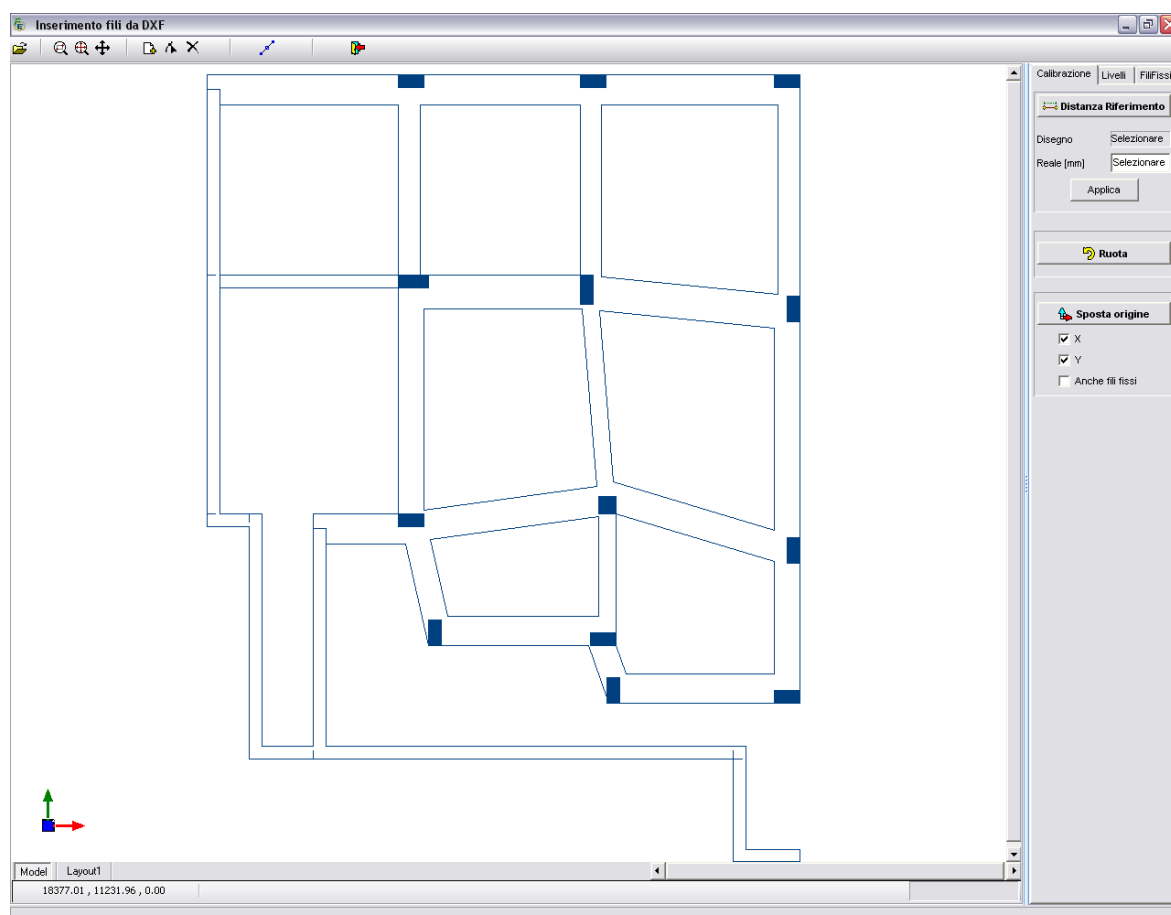 Inserimento fili da DXF
Calibrazione Livelli FiliFissi
Distanza Riferimento
Disegno Selezionare
Reale [mm] Selezionare
Applica
Ruota
Sposta origine
X
Y
Anche fili fissi
Model Layout1
18377.01 , 11231.96 , 0.00